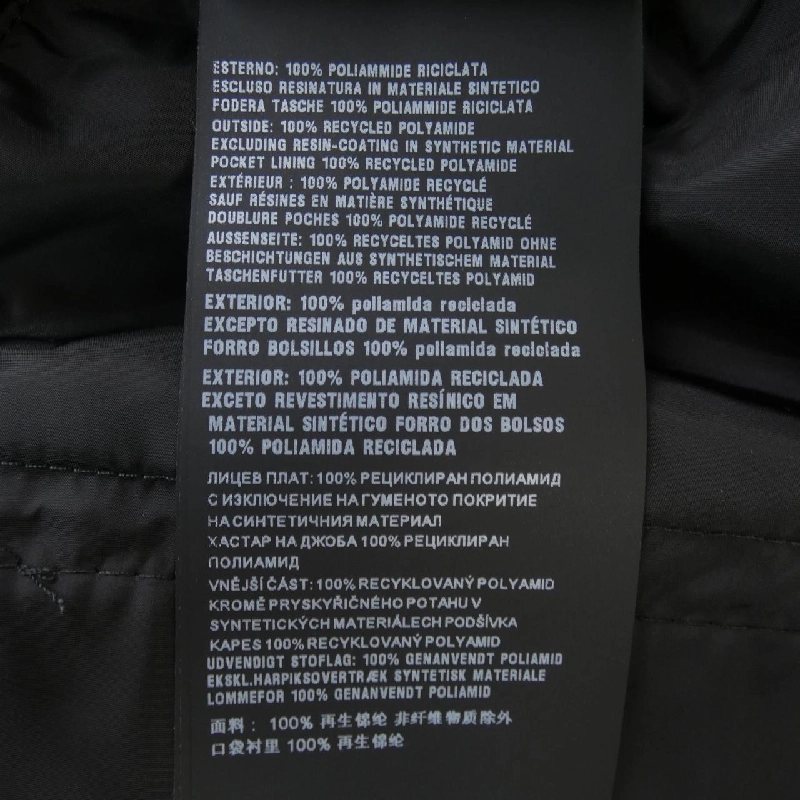 ESTERNO: 100% POLIAMMIDE RICICLATA
ESCLUSO RESINATURA IN MATERIALE SINTETICO
FODERA TASCHE 100% POLIAMMIDE RICICLATA
OUTSIDE: 100% RECYCLED POLYAMIDE
EXCLUDING RESIN-COATING IN SYNTHETIC MATERIAL
POCKET LINING 100% RECYCLED POLYAMIDE
EXTÉRIEUR : 100% POLYAMIDE RECYCLÉ
SAUF RÉSINES EN MATIÈRE SYNTHÉTIQUE
DOUBLURE POCHES 100% POLYAMIDE RECYCLÉ
AUSSENSEITE: 100% RECYCELTES POLYAMID OHNE
BESCHICHTUNGEN AUS SYNTHETISCHEM MATERIAL
TASCHENFUTTER 100% RECYCELTES POLYAMID
EXTERIOR: 100% poliamida reciclada
EXCEPTO RESINADO DE MATERIAL SINTÉTICO
FORRO BOLSILLOS 100% poliamida reciclada
EXTERIOR: 100% POLIAMIDA RECICLADA
EXCETO REVESTIMENTO RESÍNICO EM
MATERIAL SINTÉTICO FORRO DOS BOLSOS
100% POLIAMIDA RECICLADA
ЛИЦЕВ ПЛАТ: 100% РЕЦИКЛИРАН ПОЛИАМИД
С ИЗКЛЮЧЕНИЕ НА ГУМЕНОТО ПОКРИТИЕ
НА СИНТЕТИЧНИЯ МАТЕРИАЛ
ХАСТАР НА ДЖОБА 100% РЕЦИКЛИРАН
ПОЛИАМИД
VNĚJŠÍ ČÁST: 100% RECYKLOVANÝ POLYAMID
KROMĚ PRYSKYŘIČNÉHO POTAHU V
SYNTETICKÝCH MATERIÁLECH PODŠÍVKA
KAPES 100% RECYKLOVANÝ POLYAMID
UDVENDIGT STOFLAG: 100% GENANVENDT POLIAMID
EKSKL.HARPIKSOVERTRÆK SYNTETISK MATERIALE
LOMMEFOR 100% GENANVENDT POLIAMID
面料： 100% 再生锦纶 非纤维物质除外
口袋衬里 100% 再生锦纶